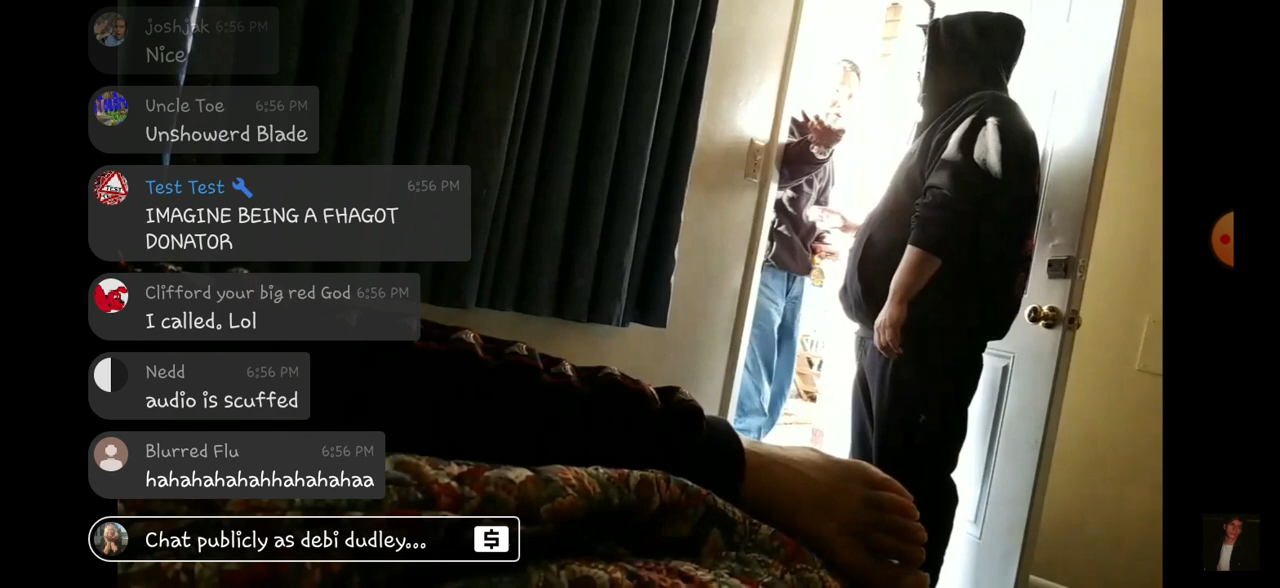 joshjak 6:56 PM
Nice
Uncle Toe 6:56 PM
Unshowerd Blade
Test Test 6:56 PM
IMAGINE BEING A FHAGOT
DONATOR
Clifford your big red God 6:56 PM
I called. Lol
Nedd 6:56 PM
audio is scuffed
Blurred Flu 6:56 PM
hahahahahahhahahahaa
Chat publicly as debi dudley...